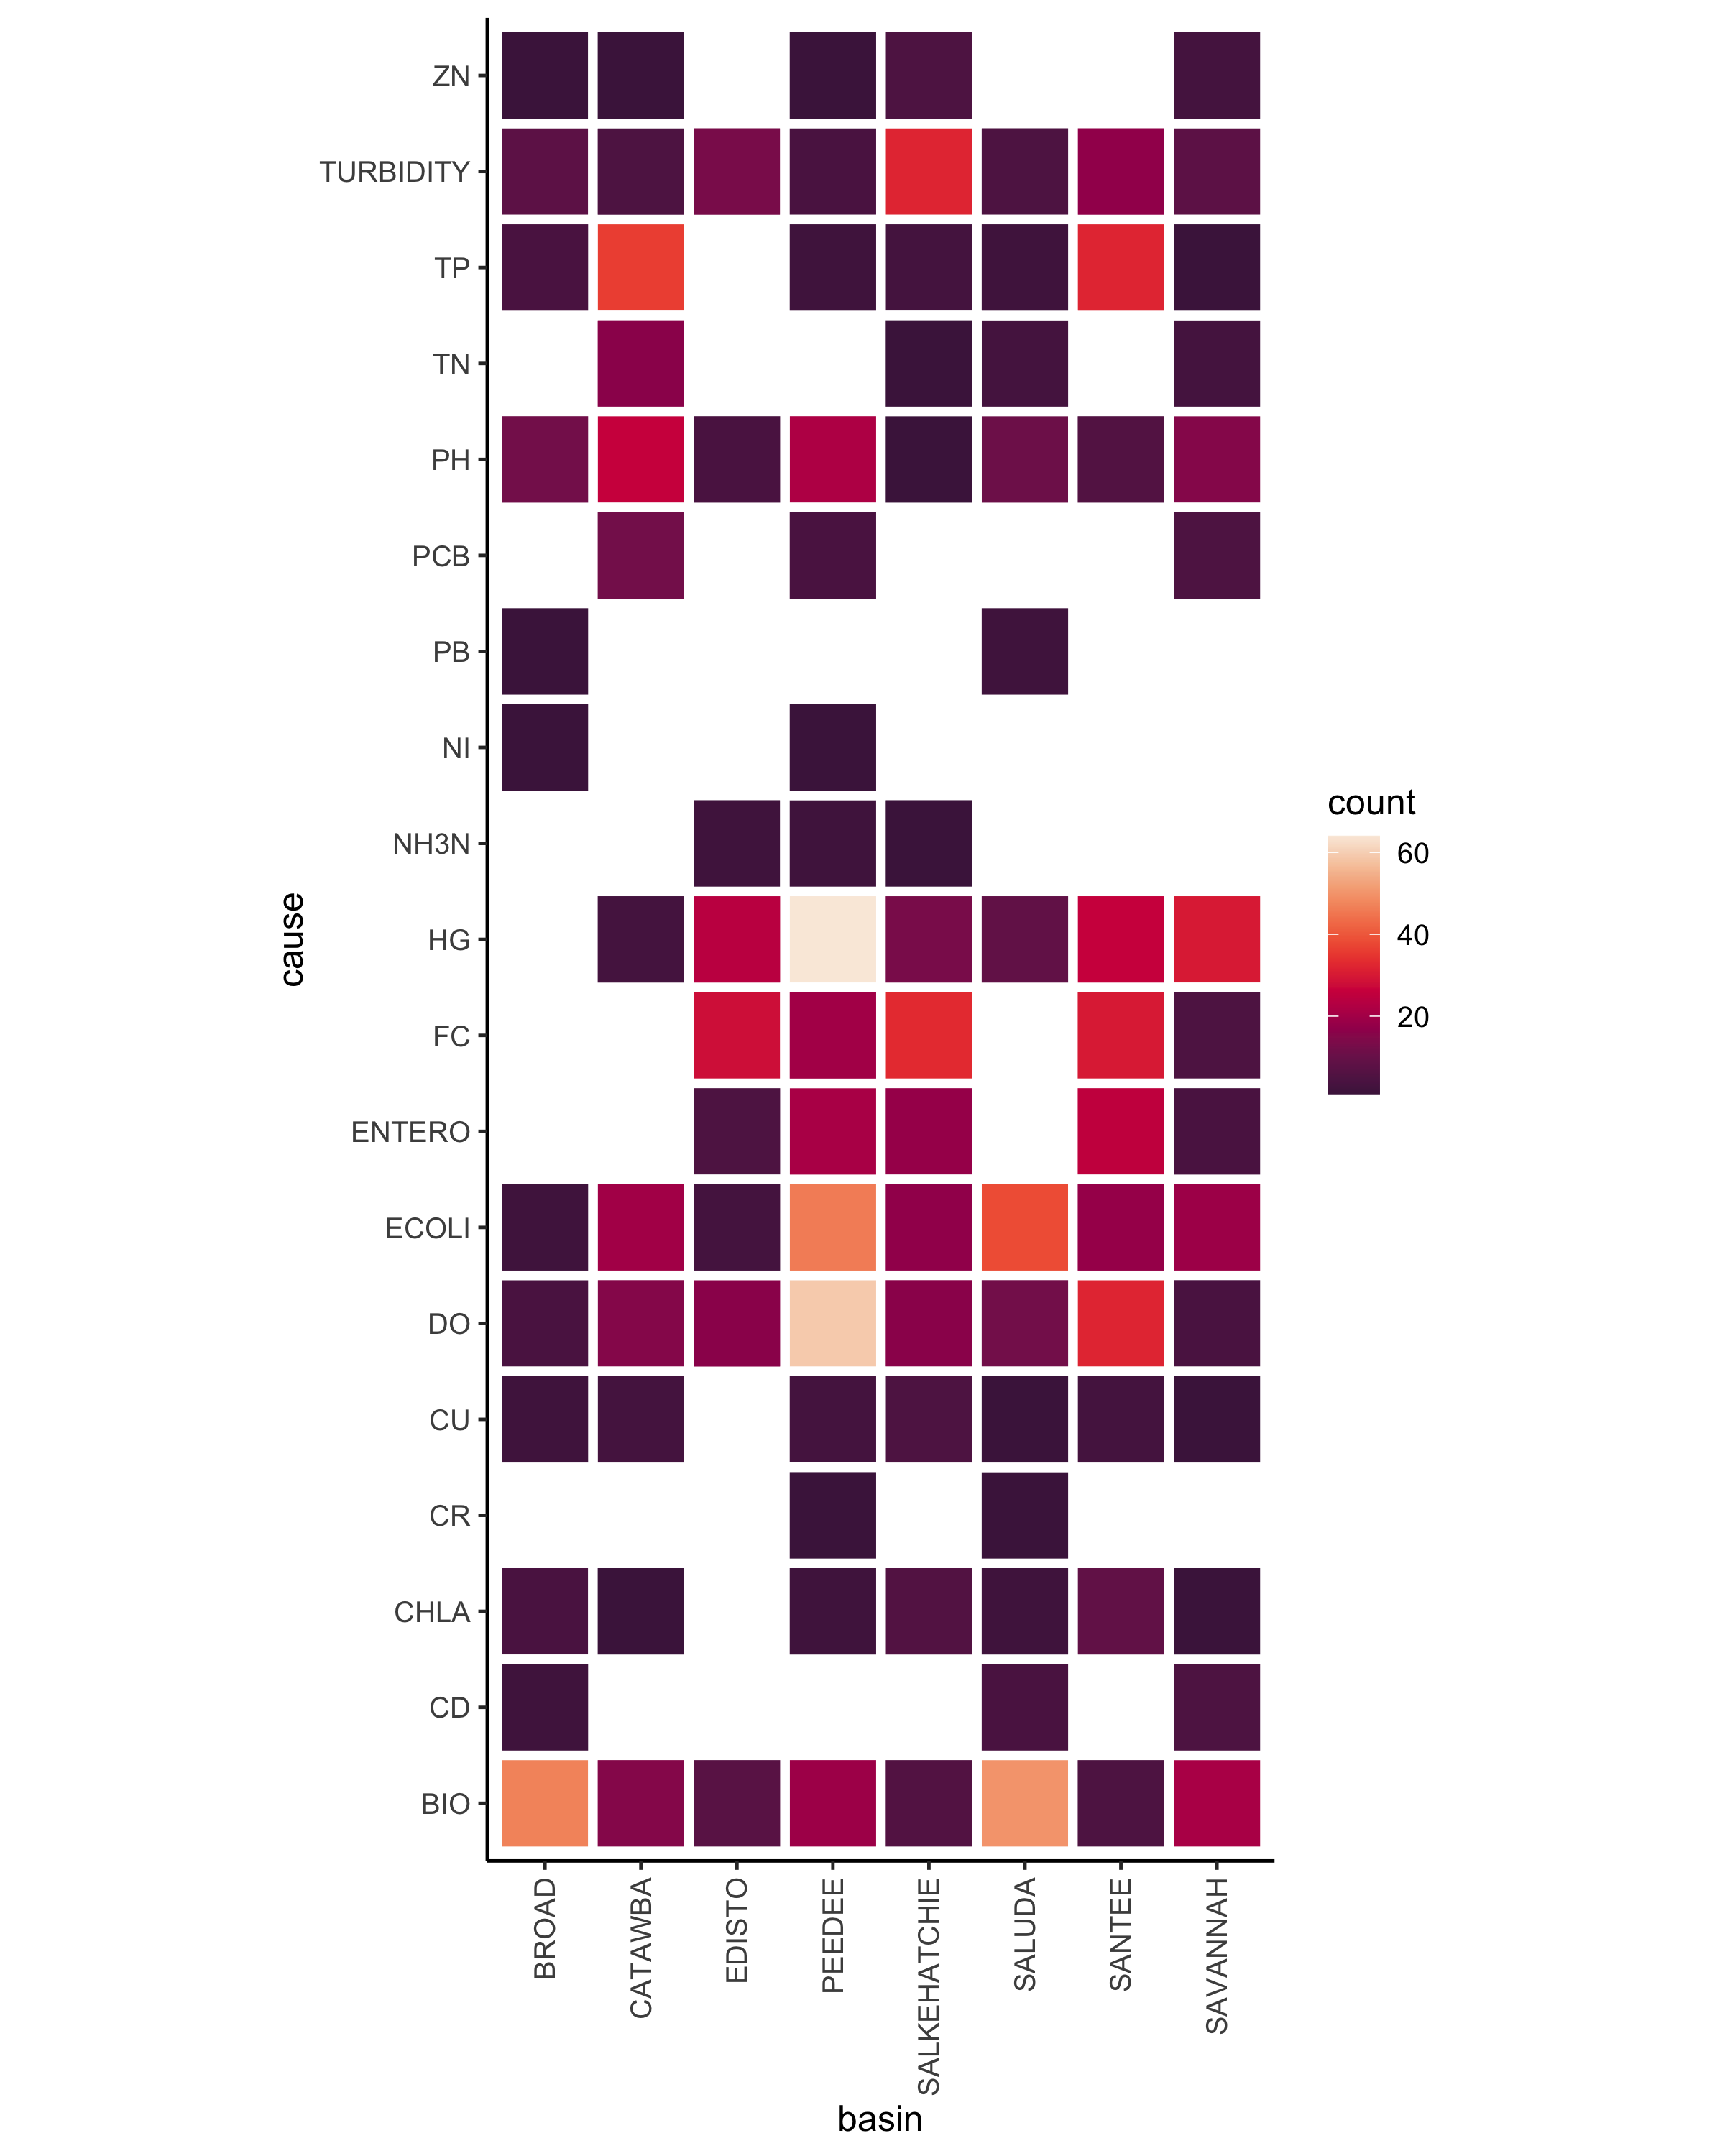 ZN
TURBIDITY
TP
TN
PH
PCB
PB
NI
NH3N
HG
FC
ENTERO
ECOLI
DO
CU
CR
CHLA
CD
BIO
cause
BROAD
CATAWBA
EDISTO
PEEDEE
SALKEHATCHIE
SALUDA
SANTEE
SAVANNAH
basin
count
60
40
20